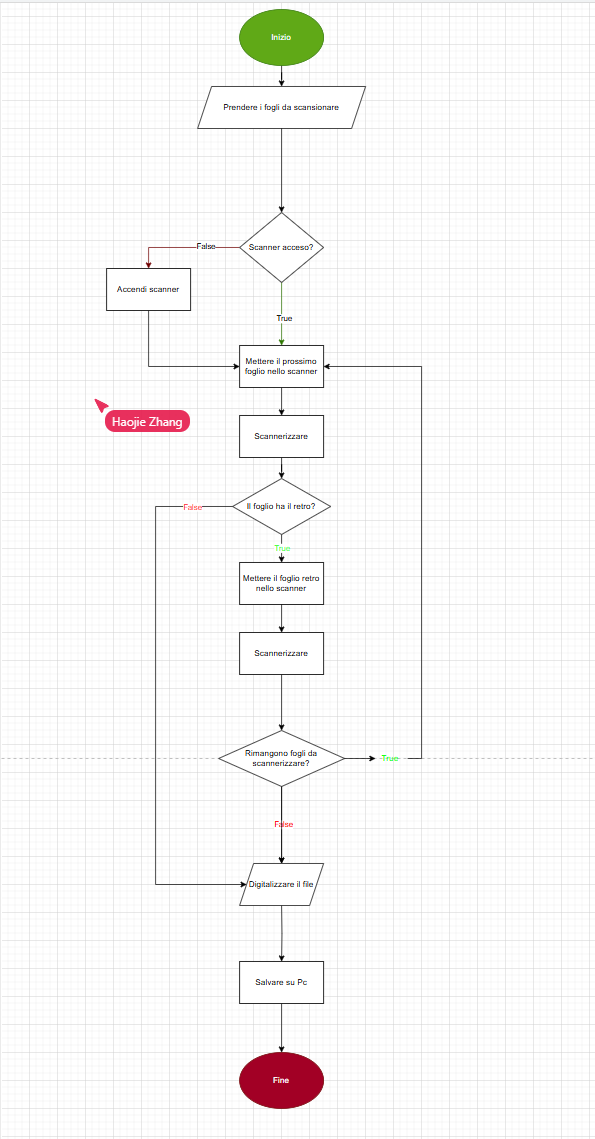 Inizio
Prendere i fogli da scansionare
False
Scanner acceso?
Accendi scanner
True
Mettere il prossimo
foglio nello scanner
Haojie Zhang
Scannerizzare
False
Il foglio ha il retro?
True
Mettere il foglio retro
nello scanner
Scannerizzare
Rimangono fogli da
scannerizzare?
True
False
Digitalizzare il file
Salvare su Pc
Fine